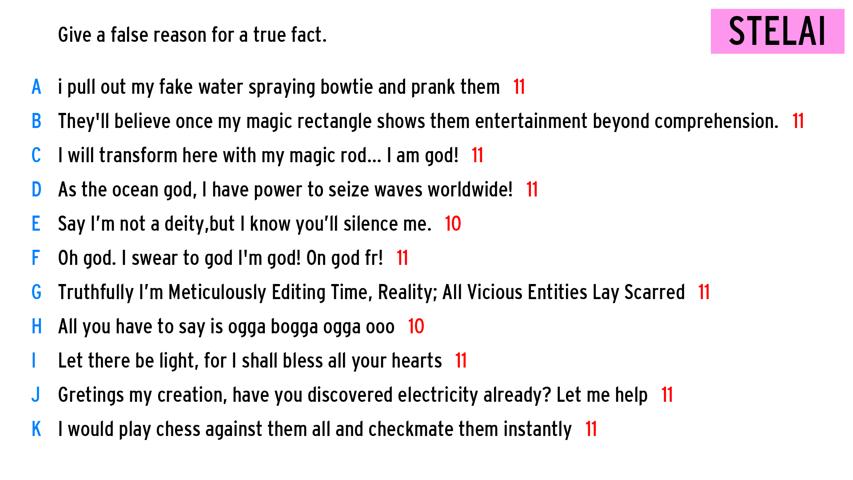 Give a false reason for a true fact.
STELAI
A i pull out my fake water spraying bowtie and prank them 11
B They'll believe once my magic rectangle shows them entertainment beyond comprehension. 11
C I will transform here with my magic rod... I am god! 11
D As the ocean god, I have power to seize waves worldwide! 11
E Say I'm not a deity,but I know you'll silence me. 10
F Oh god. I swear to god I'm god! On god fr! 11
G Truthfully I'm Meticulously Editing Time, Reality; All Vicious Entities Lay Scarred 11
H All you have to say is ogga bogga ogga ooo 10
I Let there be light, for I shall bless all your hearts 11
J Gretings my creation, have you discovered electricity already? Let me help 11
K I would play chess against them all and checkmate them instantly 11